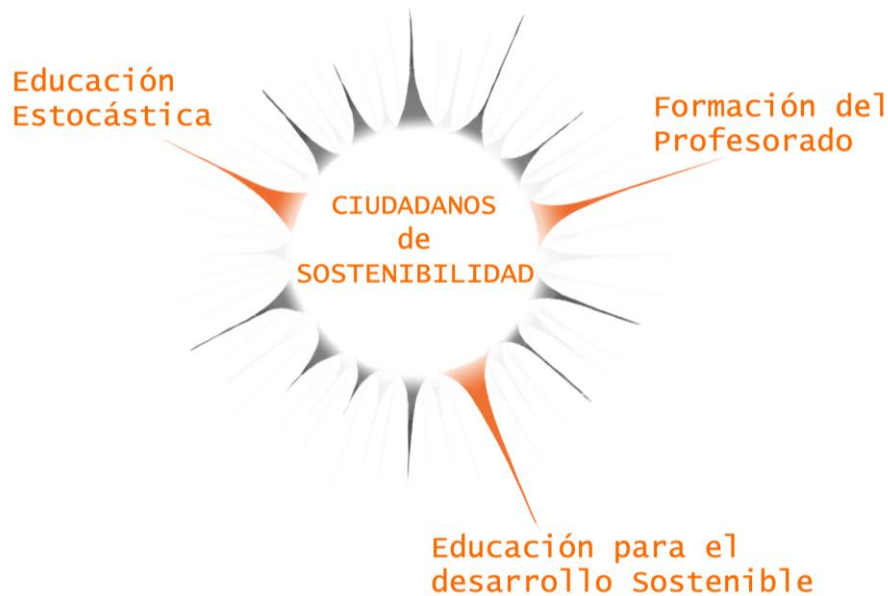 Educación
Estocástica
Formación del
Profesorado
CIUDADANOS
de
SOSTENIBILIDAD
Educación para el
desarrollo Sostenible